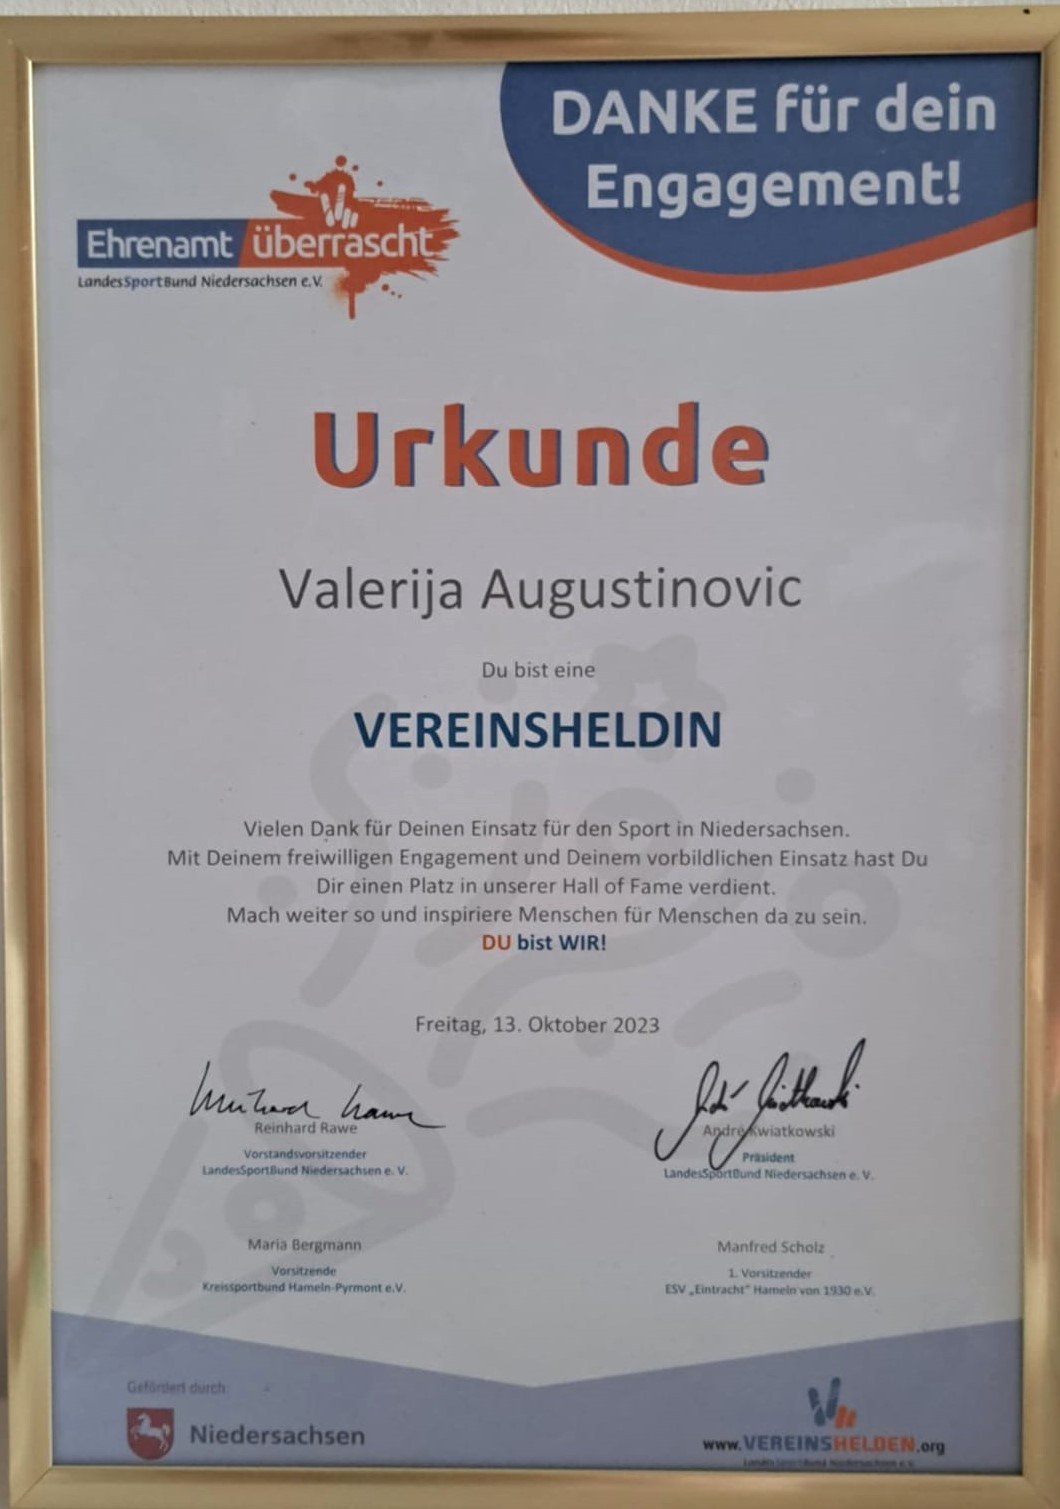 DANKE für dein
Engagement!
Ehrenamt überrascht
LandesSportBund Niedersachsen e.V.
Urkunde
Valerija Augustinovic
Du bist eine
VEREINSHELDIN
Vielen Dank für Deinen Einsatz für den Sport in Niedersachsen.
Mit Deinem freiwilligen Engagement und Deinem vorbildlichen Einsatz hast Du
Dir einen Platz in unserer Hall of Fame verdient.
Mach weiter so und inspiriere Menschen für Menschen da zu sein.
DU bist WIR!
Freitag, 13. Oktober 2023
Reinhard Rawe
Vorstandsvorsitzender
LandesSportBund Niedersachsen e. V.
André Kwiatkowski
Präsident
LandesSportBund Niedersachsen e. V.
Maria Bergmann
Vorsitzende
Kreissportbund Hameln-Pyrmont e.V.
Manfred Scholz
1. Vorsitzender
ESV „Eintracht" Hameln von 1930 e.V.
Gefördert durch:
Niedersachsen
www.VEREINSHELDEN.org
LandesSportBund Niedersachsen e.V.